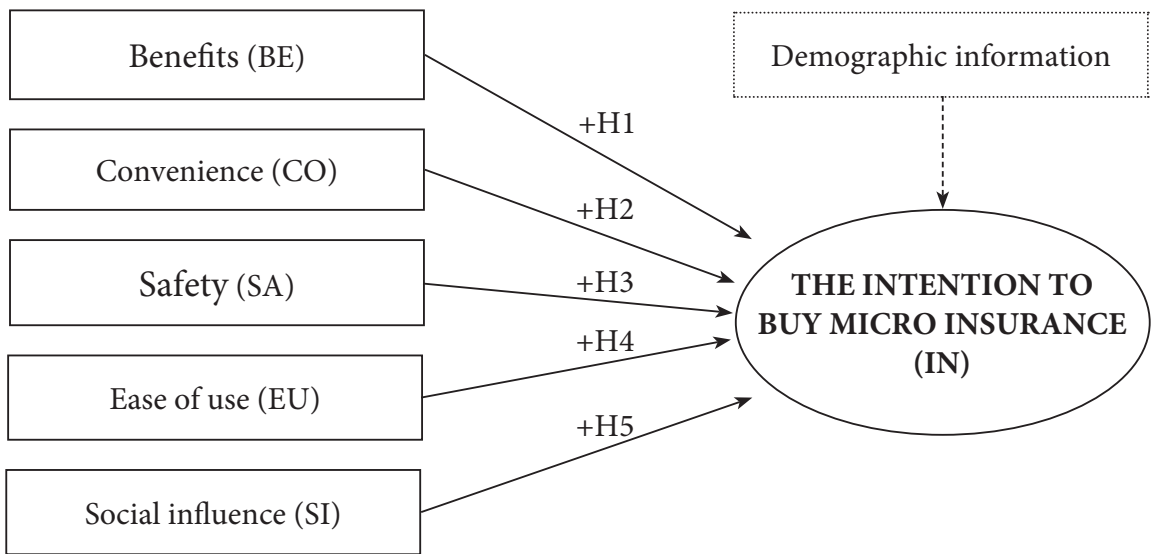 Benefits (BE)
Demographic information
+H1
Convenience (CO)
+H2
Safety (SA)
+H3
THE INTENTION TO
BUY MICRO INSURANCE
(IN)
+H4
Ease of use (EU)
+H5
Social influence (SI)